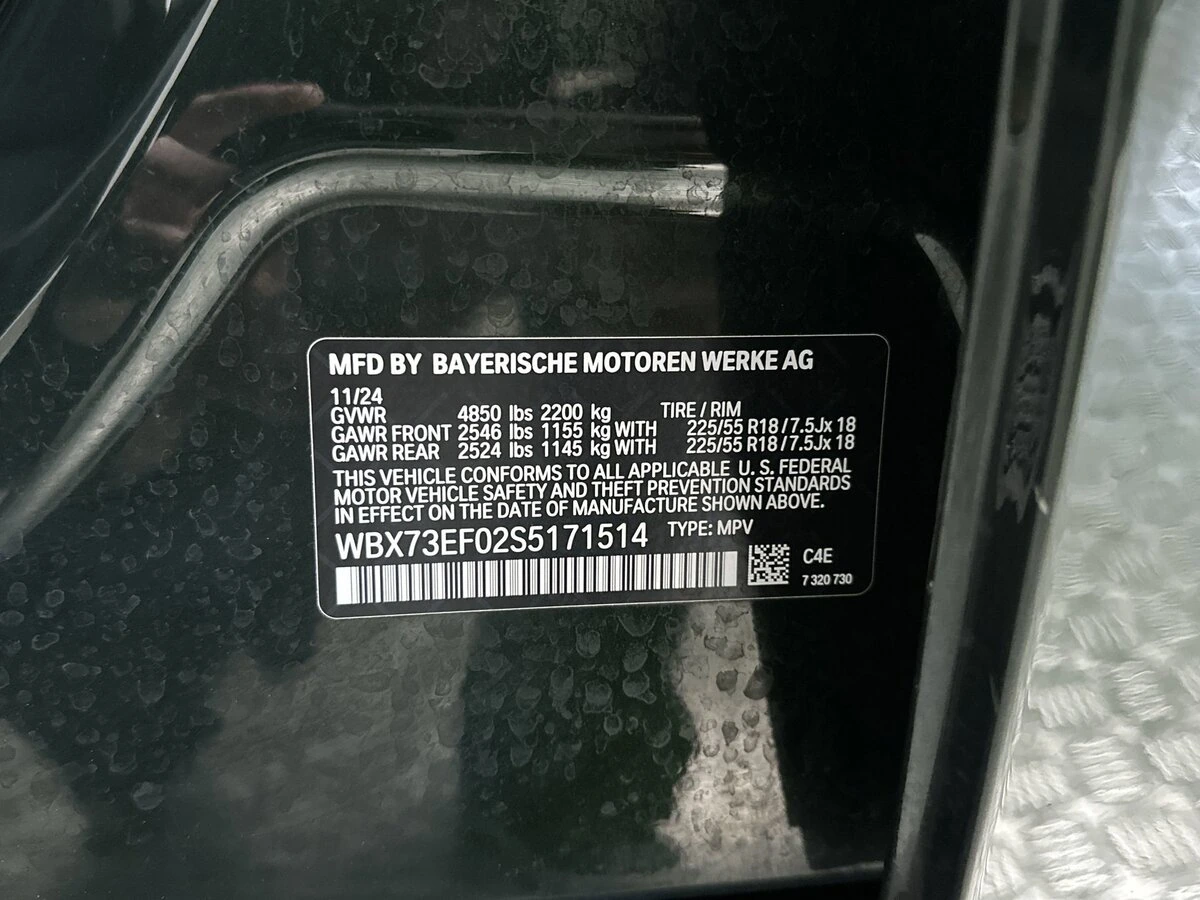 MFD BY BAYERISCHE MOTOREN WERKE AG
11/24
GVWR 4850 lbs 2200 kg TIRE / RIM
GAWR FRONT 2546 lbs 1155 kg WITH 225/55 R18 / 7.5Jx 18
GAWR REAR 2524 lbs 1145 kg WITH 225/55 R18 / 7.5Jx 18
THIS VEHICLE CONFORMS TO ALL APPLICABLE U. S. FEDERAL
MOTOR VEHICLE SAFETY AND THEFT PREVENTION STANDARDS
IN EFFECT ON THE DATE OF MANUFACTURE SHOWN ABOVE.
WBX73EF02S5171514 TYPE: MPV
C4E
7 320 730